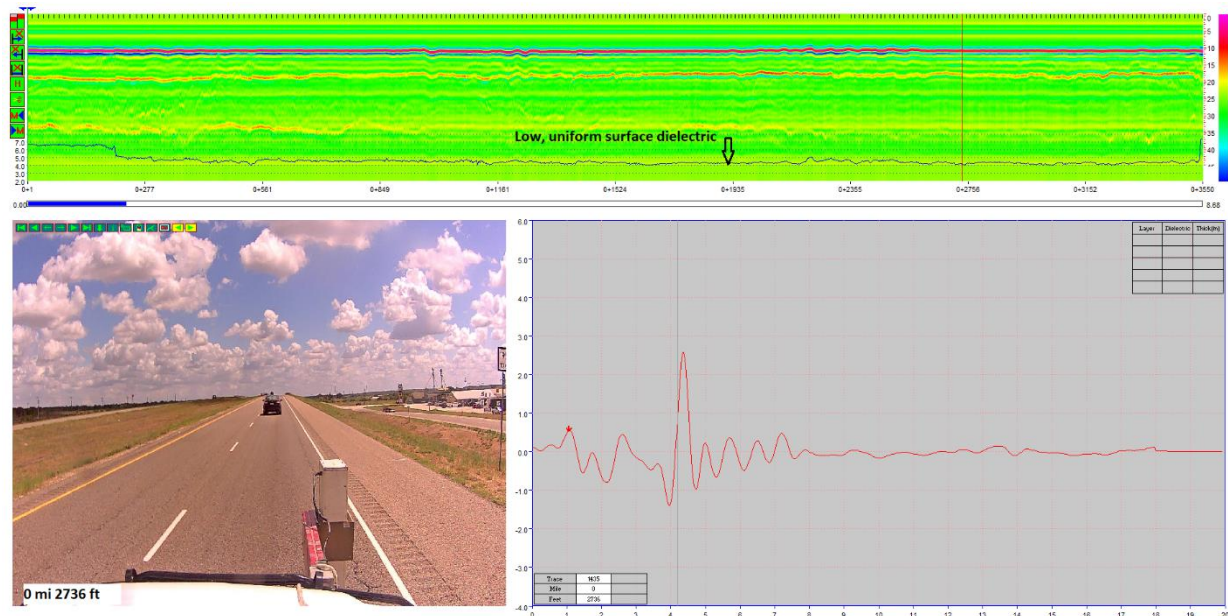 0
5
10
15
20
25
30
35
40
45
H
M
M
Low, uniform surface dielectric
7.0
6.0
5.0
4.0
3.0
2.0
0+1 0+277 0+561 0+849 0+1161 0+1524 0+1935 0+2355 0+2756 0+3152 0+3550
0.00 8.68
6.0
5.0
4.0
3.0
2.0
1.0
0.0
-1.0
-2.0
-3.0
-4.0
Layer Dielectric Thick(in)
Trace 1435
Mile 0
Feet 2736
0 1 2 3 4 5 6 7 8 9 10 11 12 13 14 15 16 17 18 19 20
0 mi 2736 ft